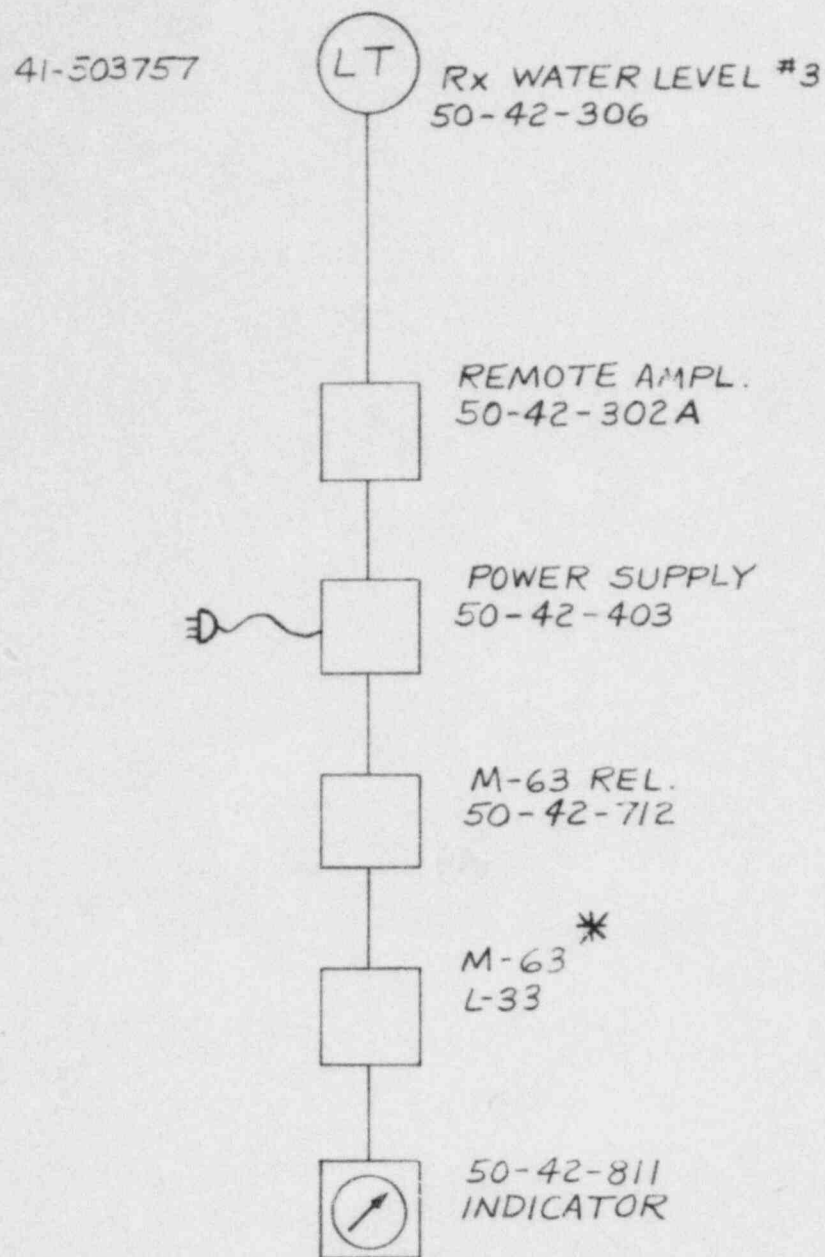 41-503757
LT
Rx WATER LEVEL #3
50-42-306
REMOTE AMPL.
50-42-302A
POWER SUPPLY
50-42-403
M-63 REL.
50-42-712
M-63 *
L-33
50-42-811
INDICATOR